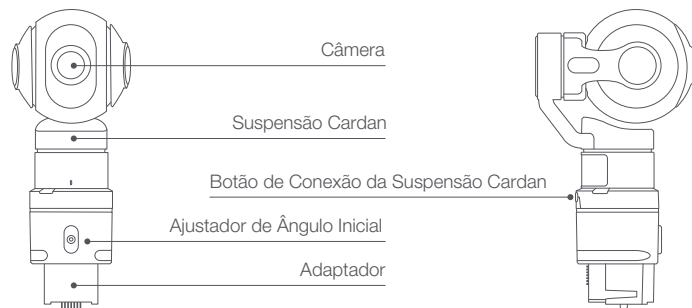 Câmera
Suspensão Cardan
Botão de Conexão da Suspensão Cardan
Ajustador de Ângulo Inicial
Adaptador